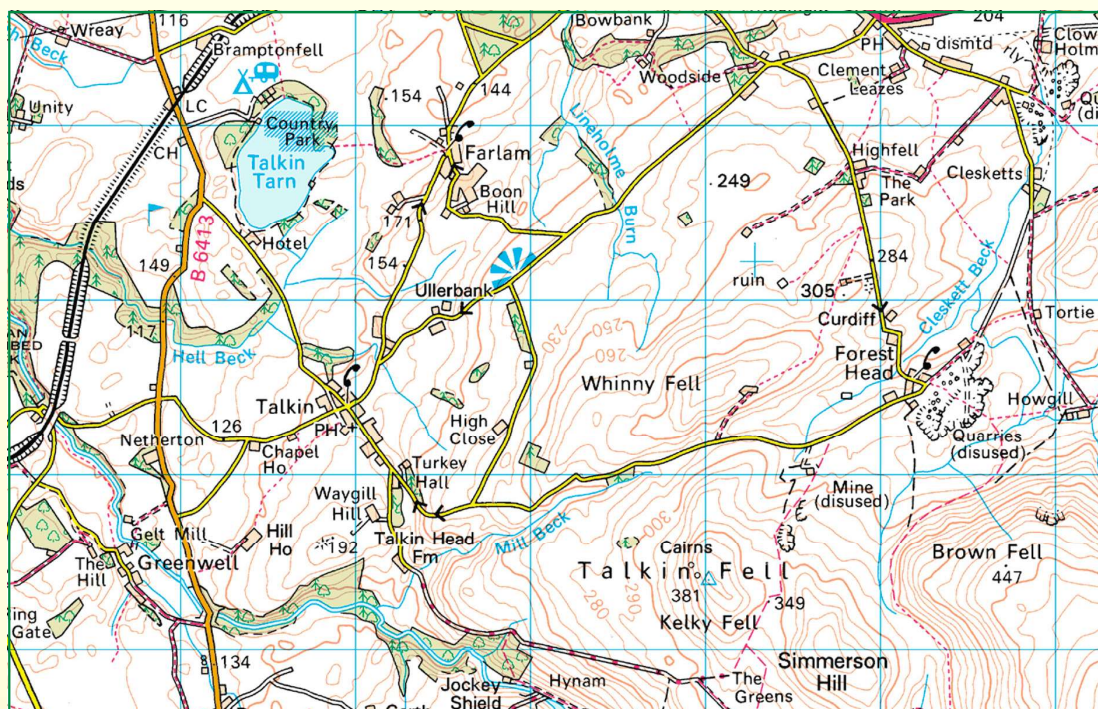 116
Wreay
Beck
Unity
Bramptonfell
LC
CH
Country
Park
Talkin
Tarn
154
144
Bowbank
Woodside
PH
204
dismtd
rly
Clement
Leazes
Farlam
Lineholme
Burn
Highfell
The
Park
Clesketts
Boon
Hill
171
249
B 6413
Hotel
149
154
284
ruin
305
Cleskett Beck
Ullerbank
117
Hell Beck
230
250
260
Curdiff
Tortie
Forest
Head
Whinny Fell
Howgill
Talkin
PH
High
Close
126
Netherton
Chapel
Ho
Quarries
(disused)
Turkey
Hall
Waygill
Hill
Mine
(disused)
Gelt Mill
Hill
Ho
192
Talkin Head
Fm
Mill Beck
300
290
280
Cairns
Brown Fell
447
The
Hill
Greenwell
Talkin Fell
381
349
Kelky Fell
Gate
134
Simmerson
Hill
Jockey
Shield
Hynam
The
Greens